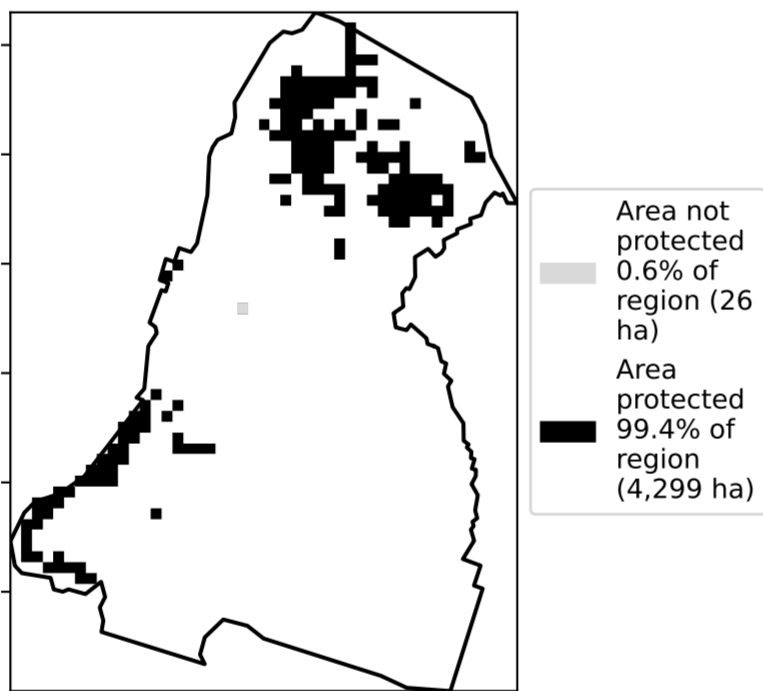 Area not
protected
0.6% of
region (26
ha)
Area
protected
99.4% of
region
(4,299 ha)